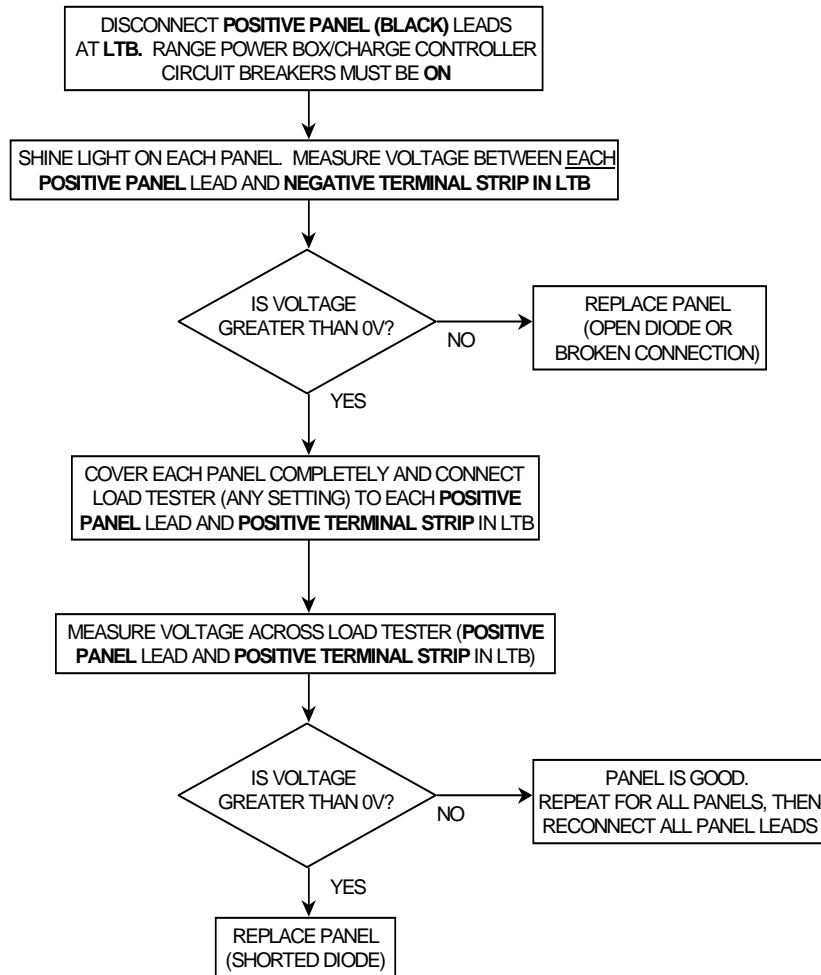 DISCONNECT POSITIVE PANEL (BLACK) LEADS
AT LTB. RANGE POWER BOX/CHARGE CONTROLLER
CIRCUIT BREAKERS MUST BE ON
SHINE LIGHT ON EACH PANEL. MEASURE VOLTAGE BETWEEN EACH
POSITIVE PANEL LEAD AND NEGATIVE TERMINAL STRIP IN LTB
IS VOLTAGE
GREATER THAN 0V?
NO
REPLACE PANEL
(OPEN DIODE OR
BROKEN CONNECTION)
YES
COVER EACH PANEL COMPLETELY AND CONNECT
LOAD TESTER (ANY SETTING) TO EACH POSITIVE
PANEL LEAD AND POSITIVE TERMINAL STRIP IN LTB
MEASURE VOLTAGE ACROSS LOAD TESTER (POSITIVE
PANEL LEAD AND POSITIVE TERMINAL STRIP IN LTB)
IS VOLTAGE
GREATER THAN 0V?
NO
PANEL IS GOOD.
REPEAT FOR ALL PANELS, THEN
RECONNECT ALL PANEL LEADS
YES
REPLACE PANEL
(SHORTED DIODE)